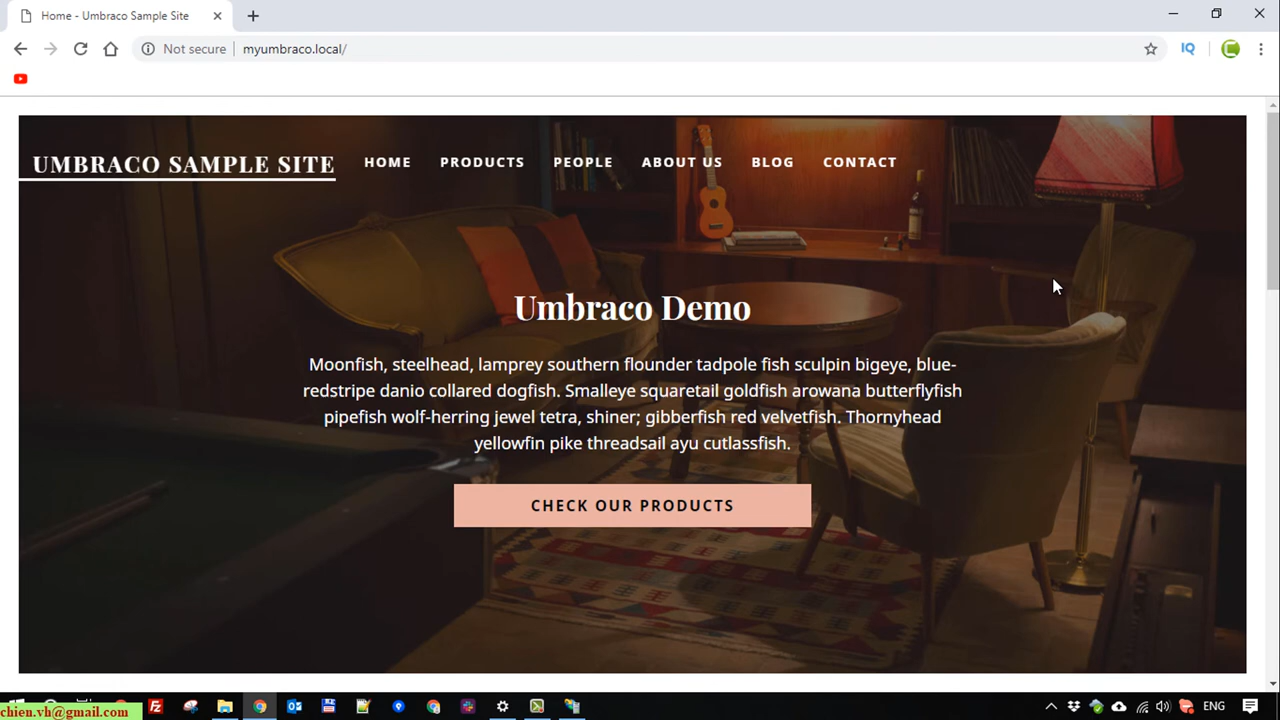 Home - Umbraco Sample Site
Not secure
myumbraco.local/
IQ
UMBRACO SAMPLE SITE
HOME
PRODUCTS
PEOPLE
ABOUT US
BLOG
CONTACT
Umbraco Demo
Moonfish, steelhead, lamprey southern flounder tadpole fish sculpin bigeye, blue-
redstripe danio collared dogfish. Smalleye squaretail goldfish arowana butterflyfish
pipefish wolf-herring jewel tetra, shiner; gibberfish red velvetfish. Thornyhead
yellowfin pike threadsail ayu cutlassfish.
CHECK OUR PRODUCTS
chien.vh@gmail.com
ENG